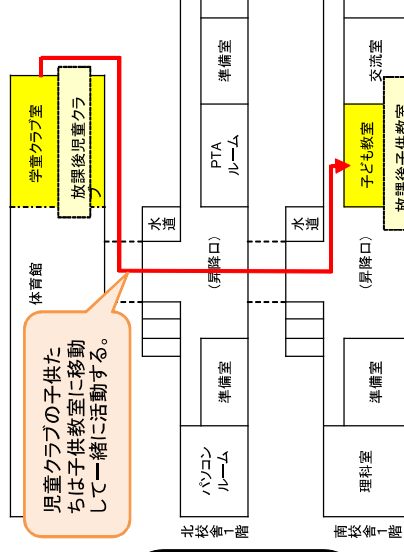 学童クラブ室
放課後児童クラ
ブ
体育館
児童クラブの子供た
ちは子供教室に移動
して一緒に活動する。
準備室
PTA
ルーム
水
道
(昇降口)
準備室
パソコン
ルーム
北
校
舎
1
階
交流室
子ども教室
放課後子供教室
水
道
(昇降口)
準備室
理科室
南
校
舎
1
階